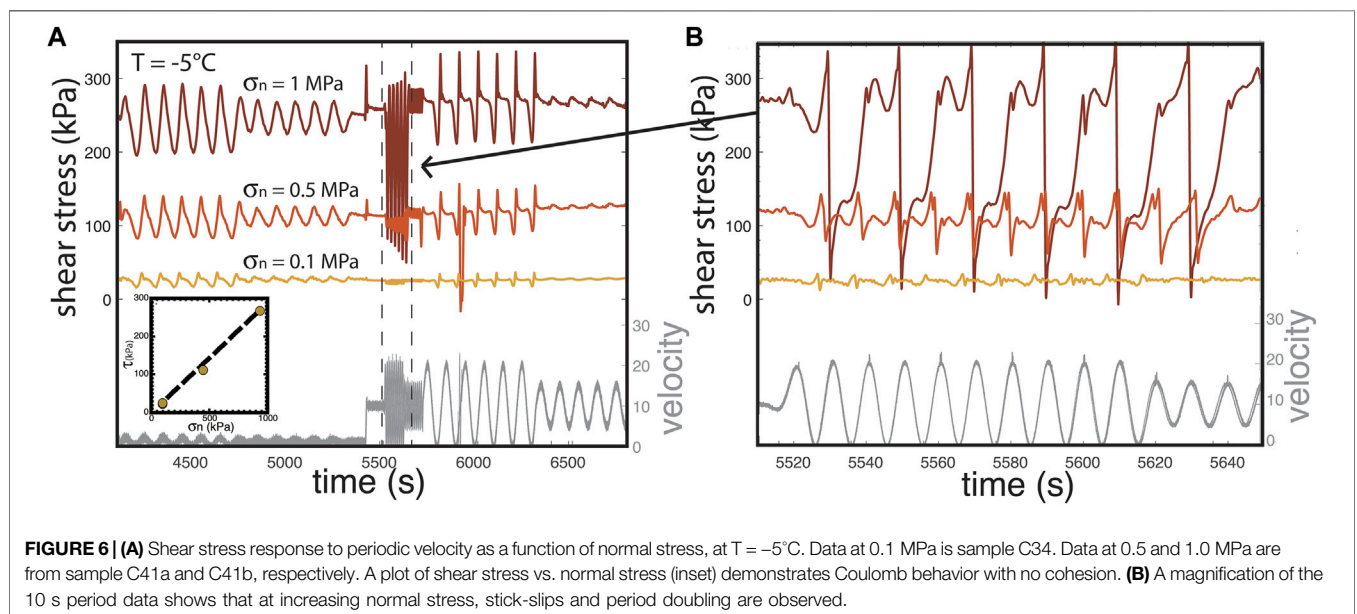 A
T = -5°C
σn = 1 MPa
σn = 0.5 MPa
σn = 0.1 MPa
shear stress (kPa)
300
200
100
0
300
200
100
0
τ(kPa)
0 500 1000
σn (kPa)
30
20
10
0
velocity
4500 5000 5500 6000 6500
time (s)
B
shear stress (kPa)
300
200
100
0
30
20
10
0
velocity
5520 5540 5560 5580 5600 5620 5640
time (s)
FIGURE 6 | (A) Shear stress response to periodic velocity as a function of normal stress, at T = −5°C. Data at 0.1 MPa is sample C34. Data at 0.5 and 1.0 MPa are
from sample C41a and C41b, respectively. A plot of shear stress vs. normal stress (inset) demonstrates Coulomb behavior with no cohesion. (B) A magnification of the
10 s period data shows that at increasing normal stress, stick-slips and period doubling are observed.